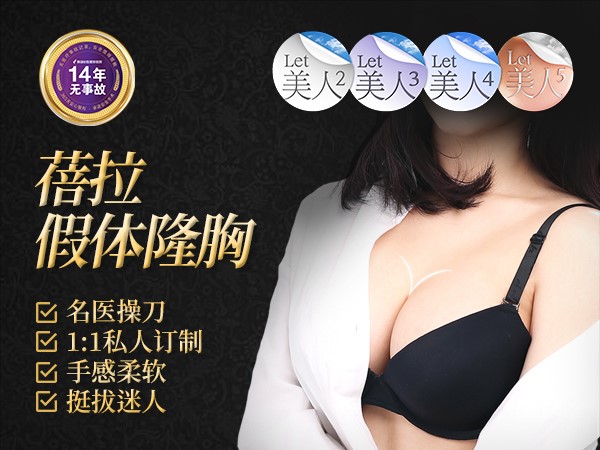 14年
无事故
Let
美人2
Let
美人3
Let
美人4
Let
美人5
蓓拉
假体隆胸
名医操刀
1:1私人订制
手感柔软
挺拔迷人